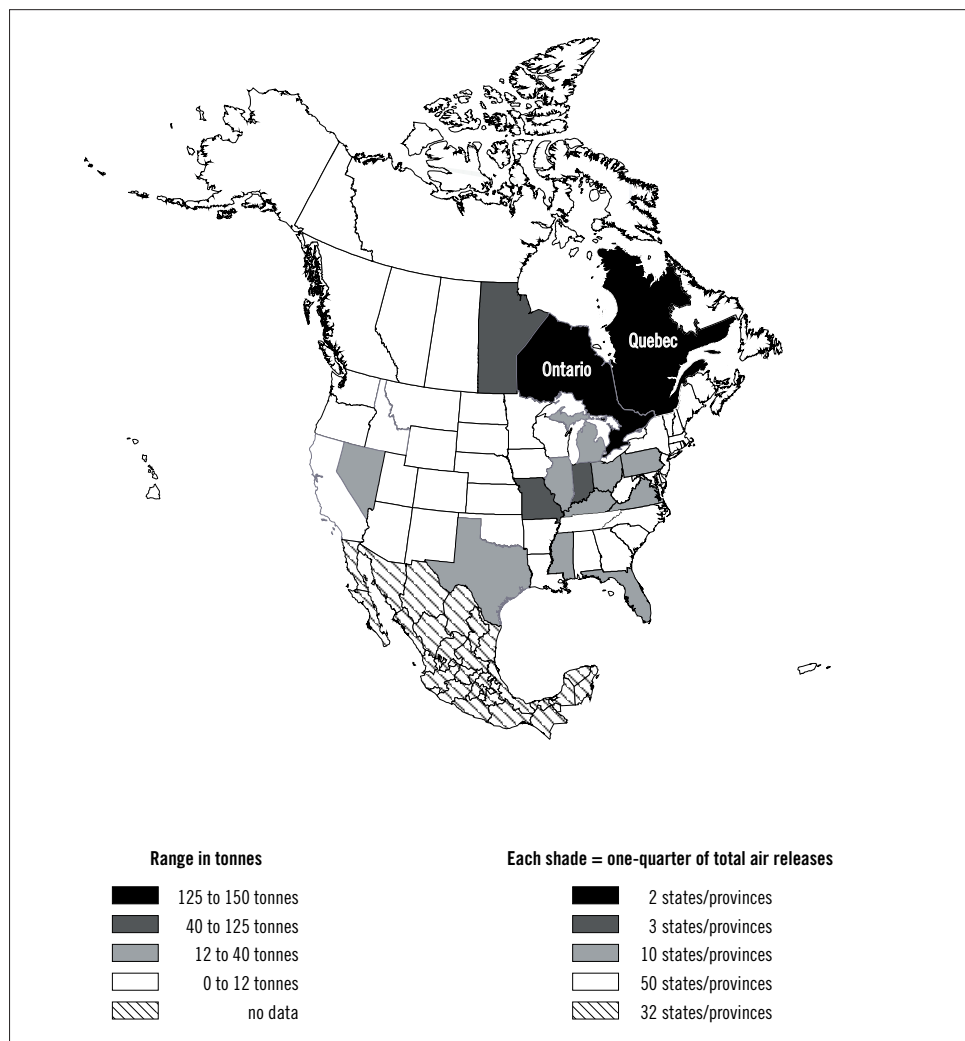 Quebec
Ontario
Range in tonnes
125 to 150 tonnes
40 to 125 tonnes
12 to 40 tonnes
0 to 12 tonnes
no data
Each shade = one-quarter of total air releases
2 states/provinces
3 states/provinces
10 states/provinces
50 states/provinces
32 states/provinces